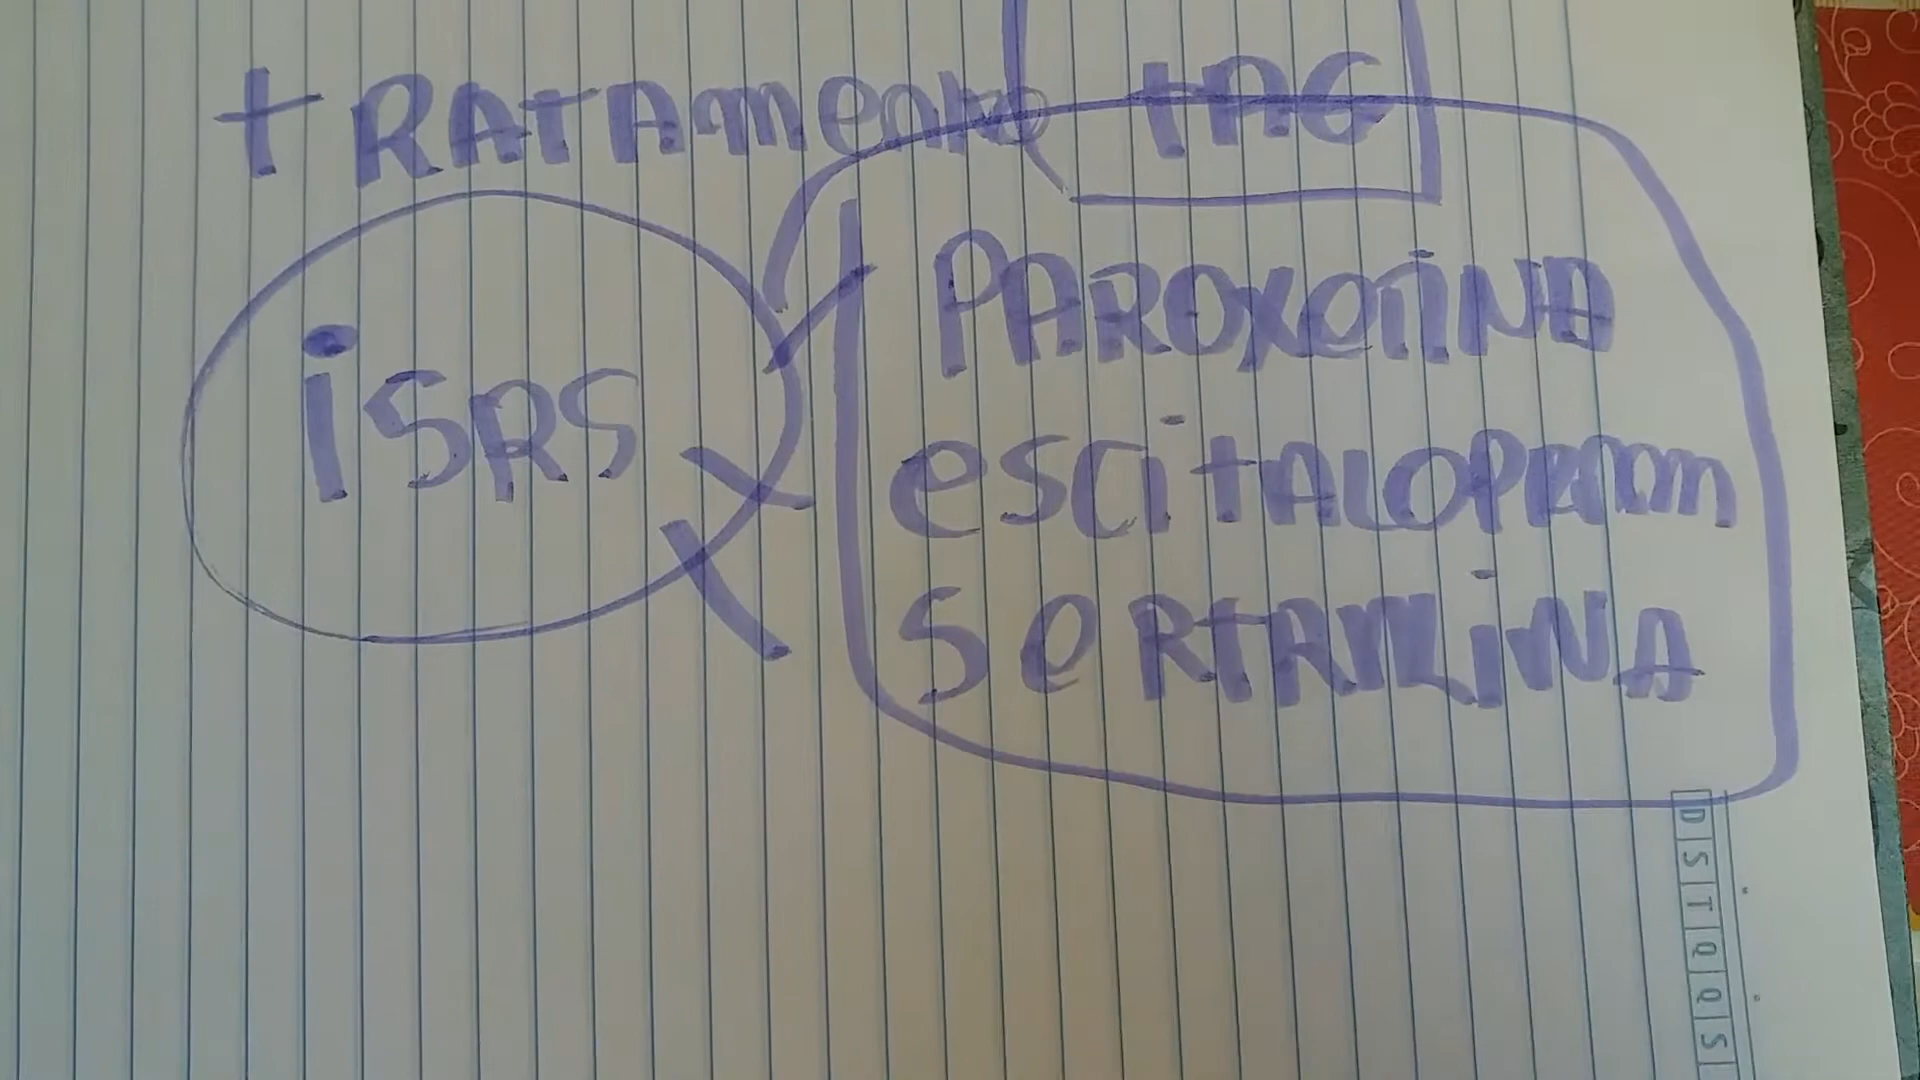 tRATAmento tAG
iSRS
PAROXetiNA
esCitALOPRam
SeRtRaliNA
D S T Q Q S